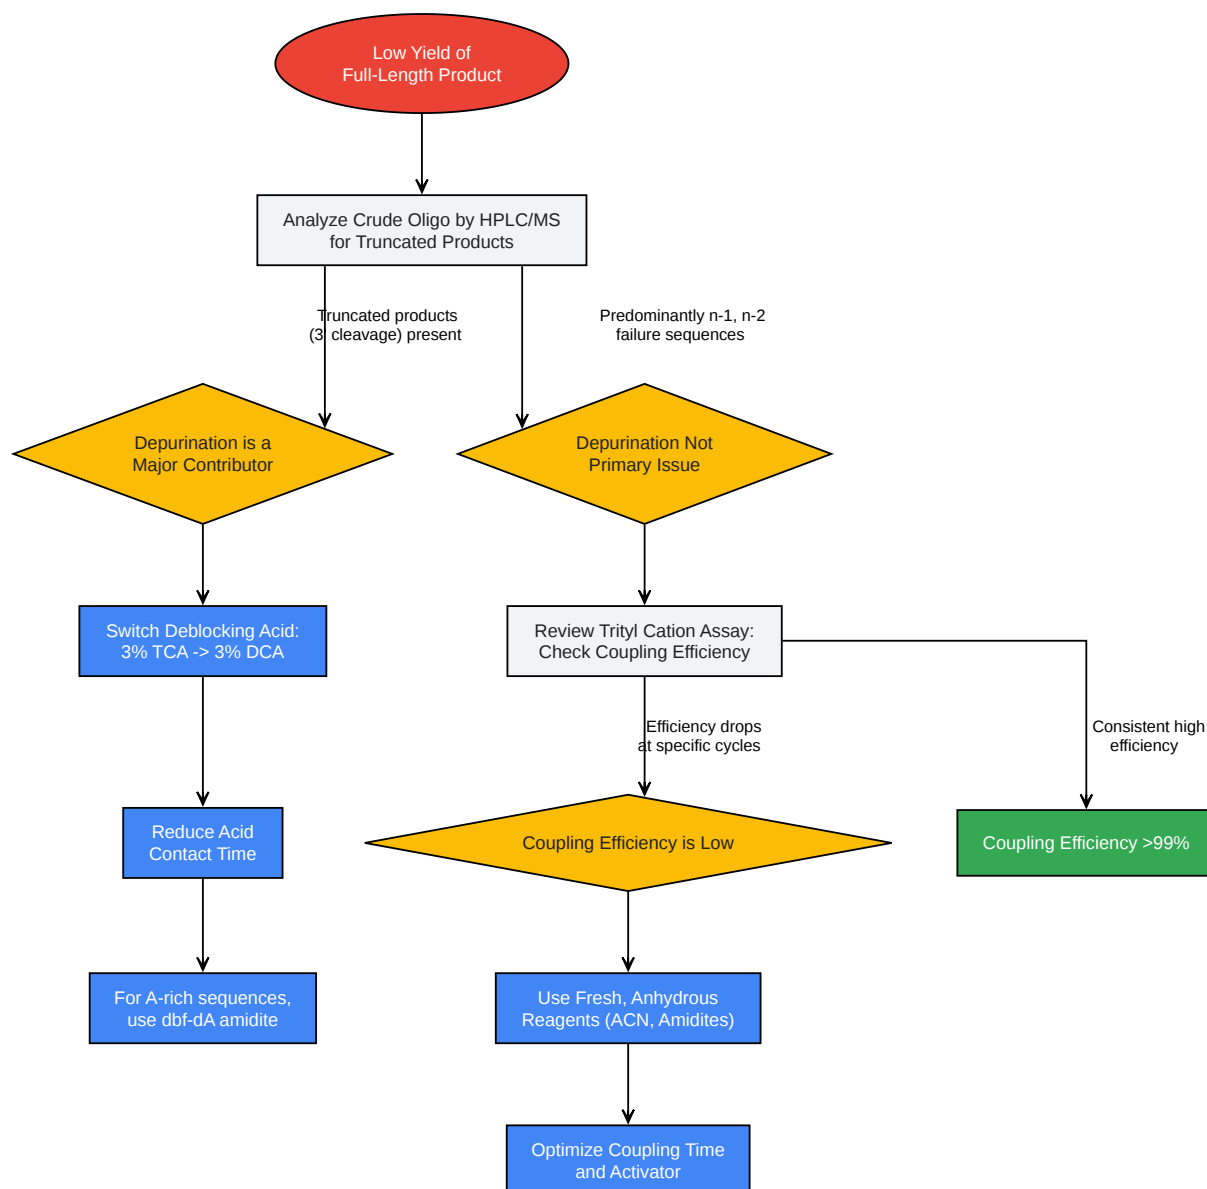 Low Yield of
Full-Length Product
Analyze Crude Oligo by HPLC/MS
for Truncated Products
Truncated products
(3' cleavage) present
Predominantly n-1, n-2
failure sequences
Depurination is a
Major Contributor
Depurination Not
Primary Issue
Switch Deblocking Acid:
3% TCA -> 3% DCA
Review Trityl Cation Assay:
Check Coupling Efficiency
Efficiency drops
at specific cycles
Consistent high
efficiency
Reduce Acid
Contact Time
Coupling Efficiency is Low
Coupling Efficiency >99%
For A-rich sequences,
use dbf-dA amidite
Use Fresh, Anhydrous
Reagents (ACN, Amidites)
Optimize Coupling Time
and Activator